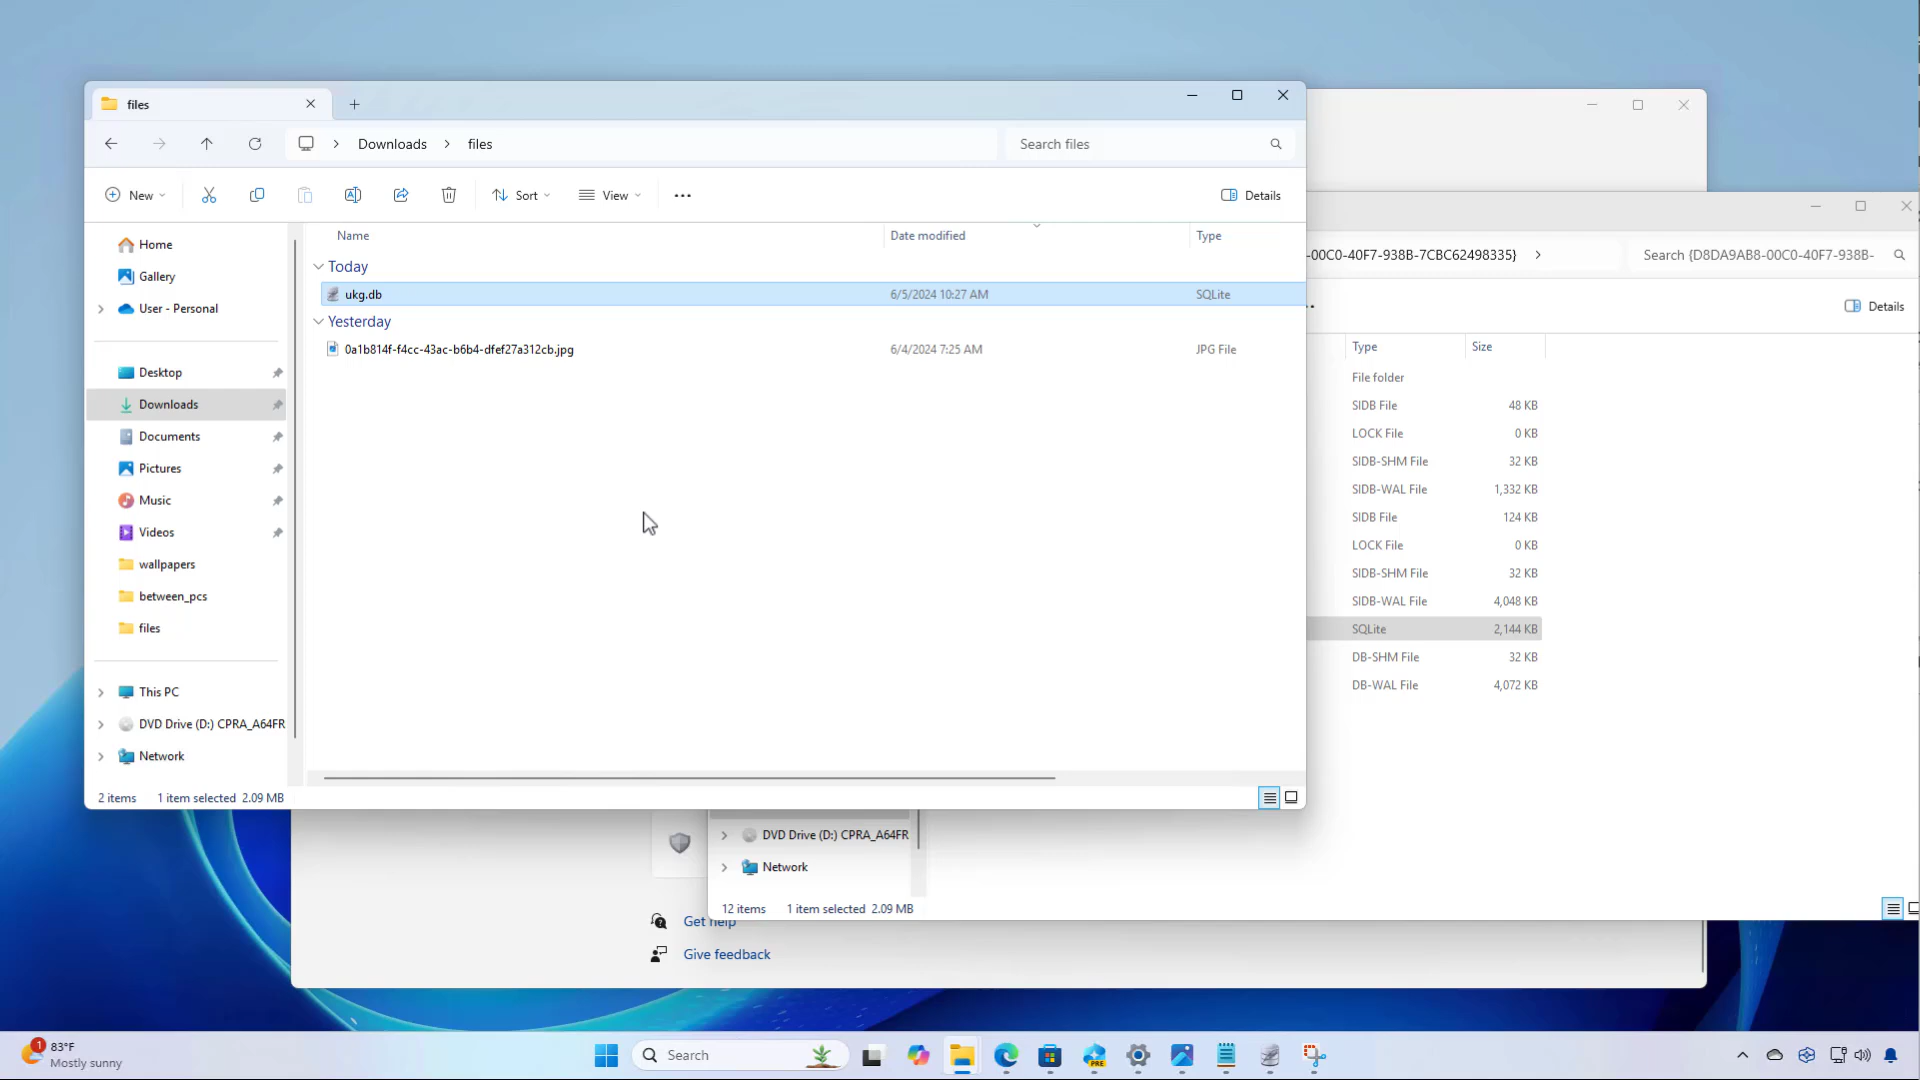 files
Downloads
files
Search files
New
Sort
View
Details
Home
Gallery
User - Personal
Desktop
Downloads
Documents
Pictures
Music
Videos
wallpapers
between_pcs
files
This PC
DVD Drive (D:) CPRA_A64FR
Network
Name
Date modified
Type
Today
ukg.db
6/5/2024 10:27 AM
SQLite
Yesterday
0a1b814f-f4cc-43ac-b6b4-dfef27a312cb.jpg
6/4/2024 7:25 AM
JPG File
2 items
1 item selected 2.09 MB
-00C0-40F7-938B-7CBC62498335}
Search {D8DA9AB8-00C0-40F7-938B-
Details
Type
Size
File folder
SIDB File
48 KB
LOCK File
0 KB
SIDB-SHM File
32 KB
SIDB-WAL File
1,332 KB
SIDB File
124 KB
LOCK File
0 KB
SIDB-SHM File
32 KB
SIDB-WAL File
4,048 KB
SQLite
2,144 KB
DB-SHM File
32 KB
DB-WAL File
4,072 KB
DVD Drive (D:) CPRA_A64FR
Network
12 items
1 item selected 2.09 MB
Get help
Give feedback
1
83°F
Mostly sunny
Search
PRE